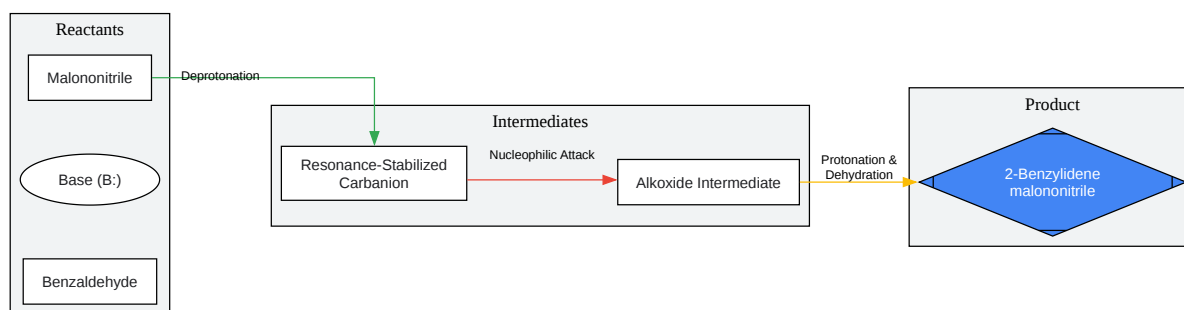 Reactants
Malononitrile
Deprotonation
Base (B:)
Benzaldehyde
Intermediates
Resonance-Stabilized
Carbanion
Nucleophilic Attack
Alkoxide Intermediate
Protonation &
Dehydration
Product
2-Benzylidene
malononitrile